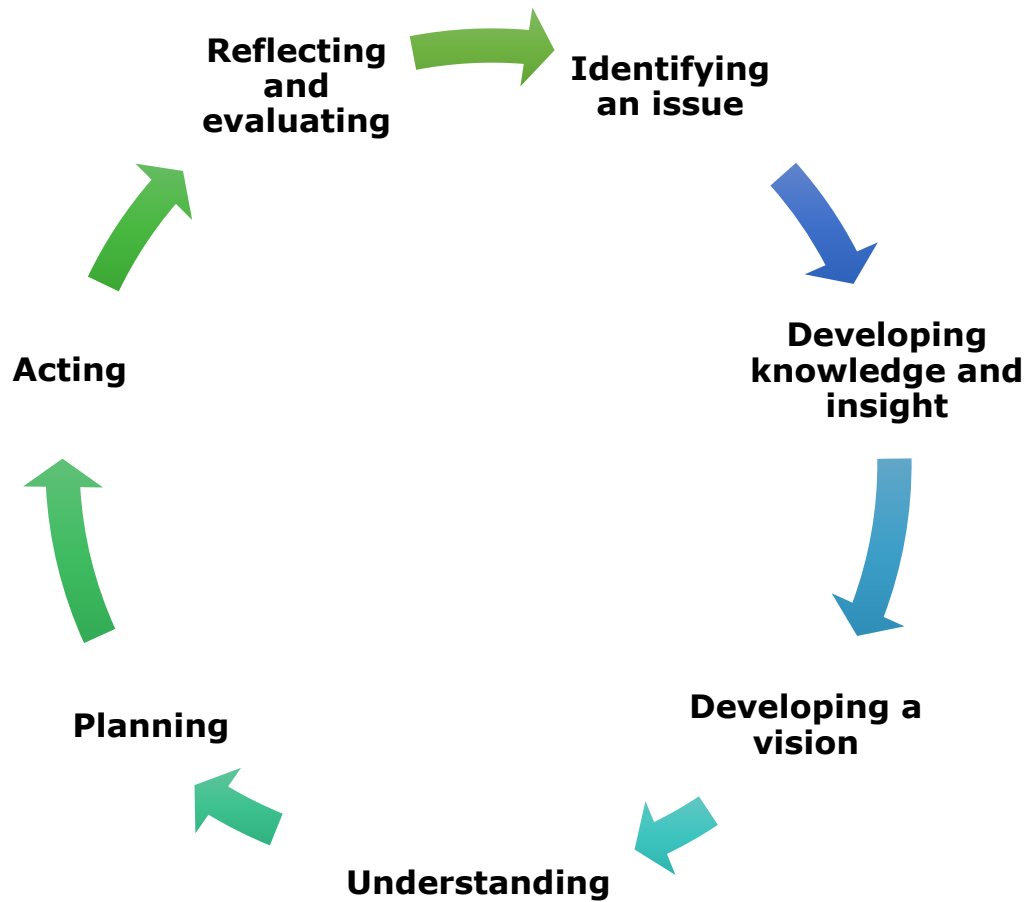 Reflecting
and
evaluating
Identifying
an issue
Developing
knowledge and
insight
Developing a
vision
Understanding
Planning
Acting